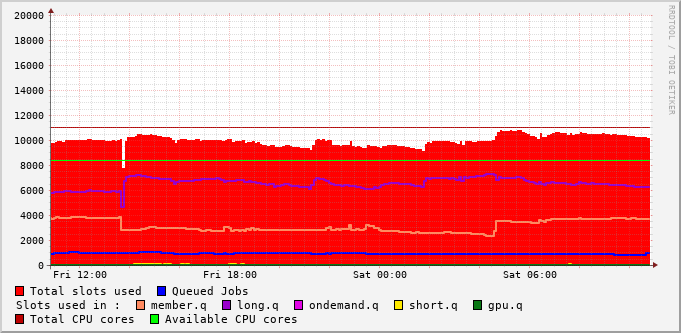 20000
18000
16000
14000
12000
10000
8000
6000
4000
2000
0
Fri 12:00 Fri 18:00 Sat 00:00 Sat 06:00
RRDTOOL / TOBI OETIKER
Total slots used Queued Jobs
Slots used in : member.q long.q ondemand.q short.q gpu.q
Total CPU cores Available CPU cores